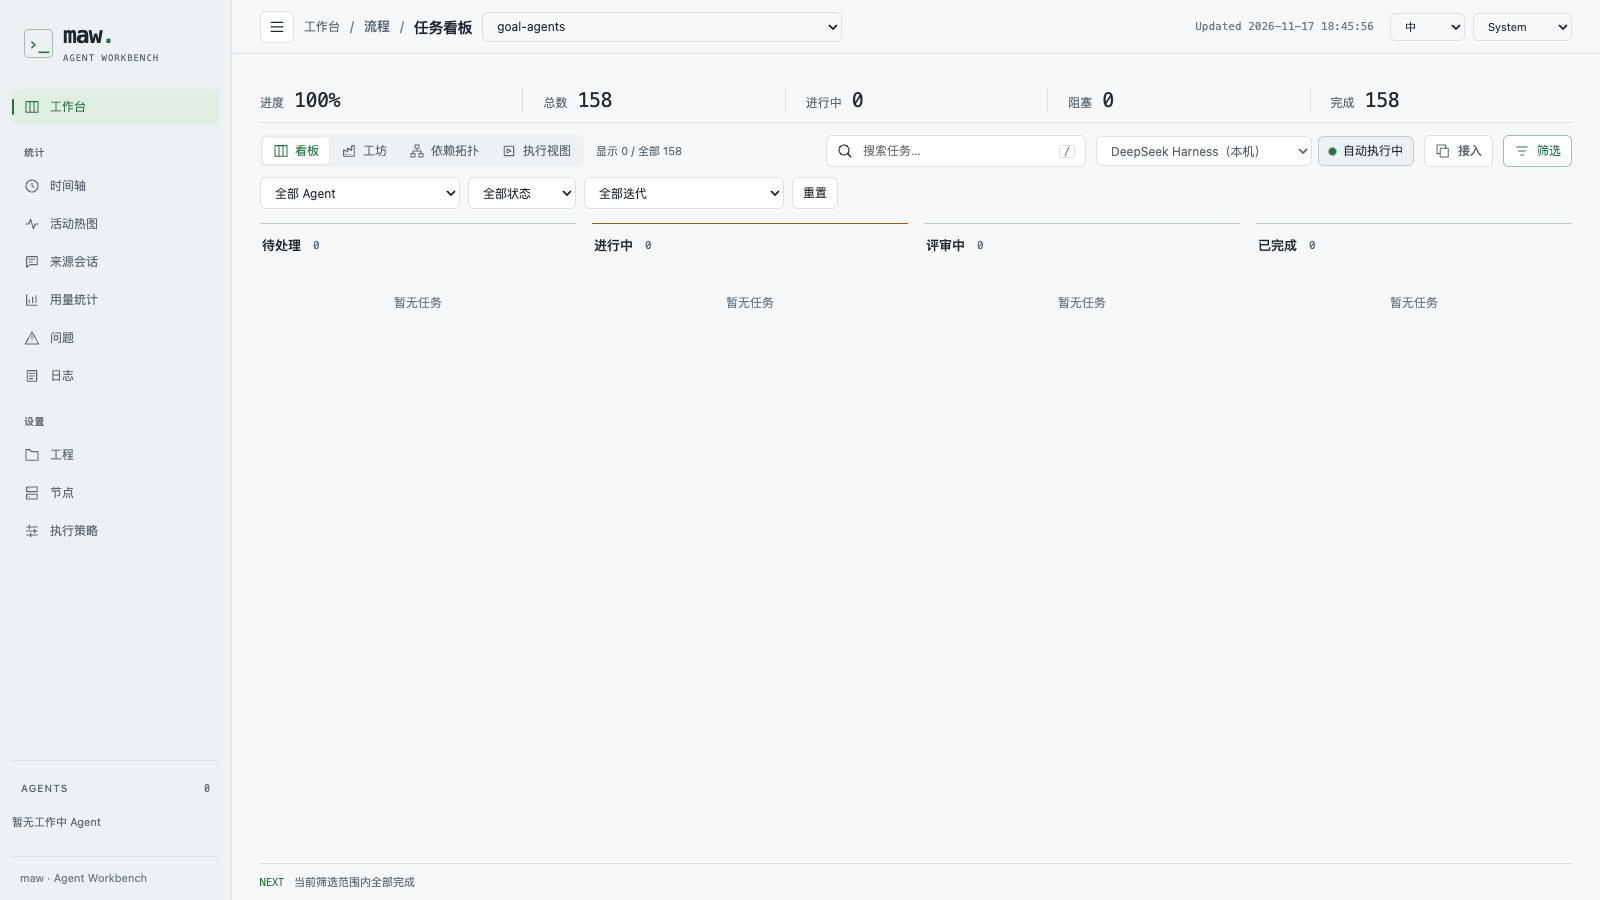 maw.
AGENT WORKBENCH
工作台
统计
时间轴
活动热图
来源会话
用量统计
问题
日志
设置
工程
节点
执行策略
AGENTS 0
暂无工作中 Agent
maw · Agent Workbench
工作台 / 流程 / 任务看板 goal-agents Updated 2026-11-17 18:45:56 中 System
进度 100% 总数 158 进行中 0 阻塞 0 完成 158
看板 工坊 依赖拓扑 执行视图 显示 0 / 全部 158 搜索任务... / DeepSeek Harness (本机) 自动执行中 接入 筛选
全部 Agent 全部状态 全部迭代 重置
待处理 0 进行中 0 评审中 0 已完成 0
暂无任务 暂无任务 暂无任务 暂无任务
NEXT 当前筛选范围内全部完成